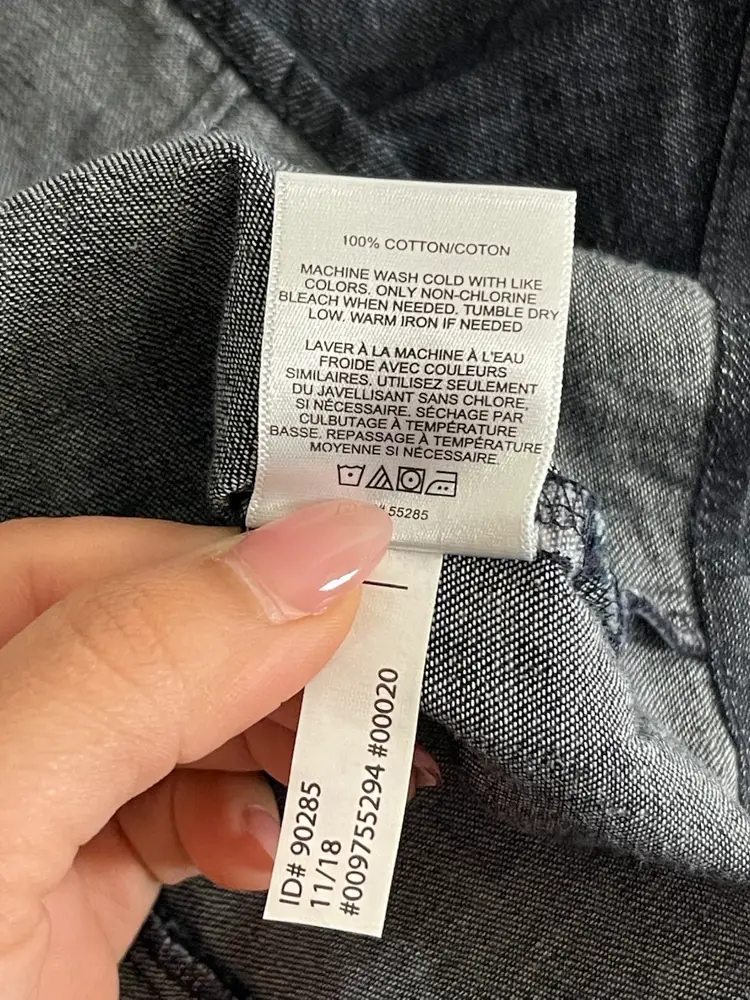 100% COTTON/COTON
MACHINE WASH COLD WITH LIKE
COLORS. ONLY NON-CHLORINE
BLEACH WHEN NEEDED. TUMBLE DRY
LOW. WARM IRON IF NEEDED
LAVER À LA MACHINE À L'EAU
FROIDE AVEC COULEURS
SIMILAIRES. UTILISEZ SEULEMENT
DU JAVELLISANT SANS CHLORE,
SI NÉCESSAIRE. SÉCHAGE PAR
CULBUTAGE À TEMPÉRATURE
BASSE. REPASSAGE À TEMPÉRATURE
MOYENNE SI NÉCESSAIRE.
55285
ID# 90285
11/18
#009755294 #00020